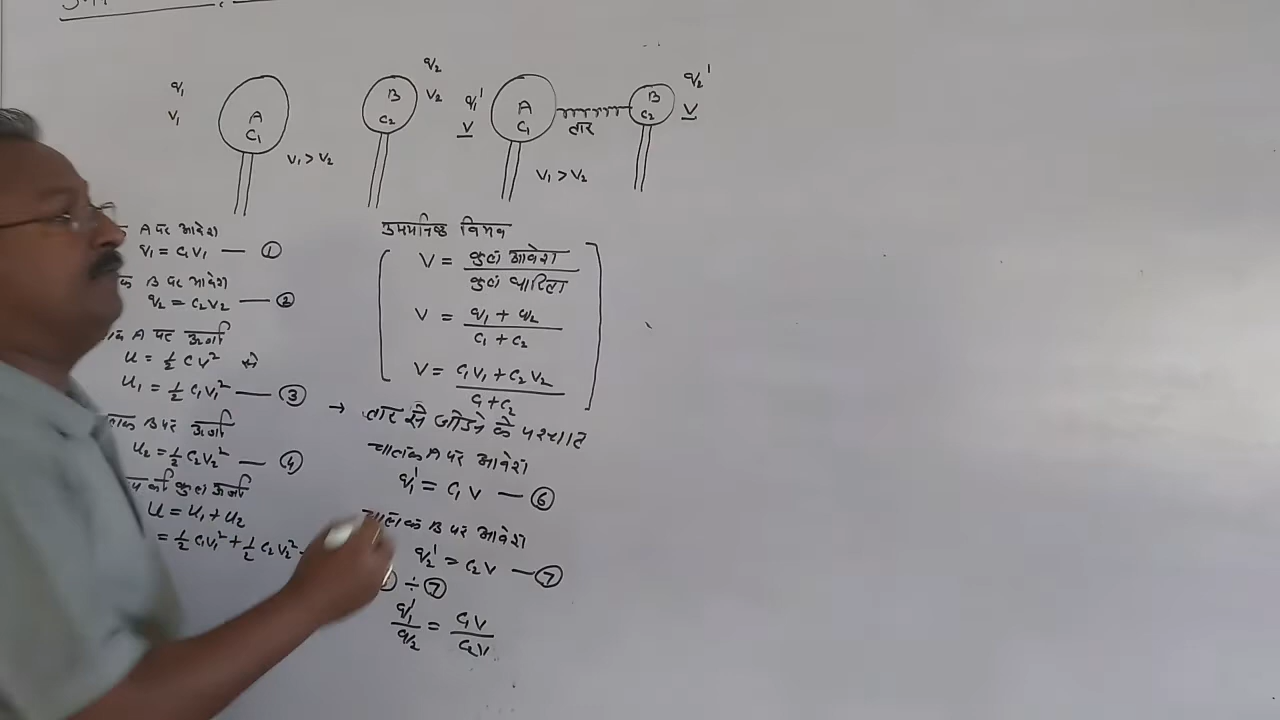 q₁
V₁
A
C₁
V₁ > V₂
B
C₂
q₂
V₂
q₁'
V
A
C₁
तार
V₁ > V₂
B
C₂
q₂'
V
A पर आवेश
q₁ = C₁V₁ — ①
क B पर आवेश
q₂ = C₂V₂ — ②
A पर ऊर्जा
U = ½ CV² से
U₁ = ½ C₁V₁² — ③
B पर ऊर्जा
U₂ = ½ C₂V₂² — ④
की कुल ऊर्जा
U = U₁ + U₂
= ½ C₁V₁² + ½ C₂V₂²
उभयनिष्ठ विभव
V = कुल आवेश / कुल धारिता
V = q₁ + q₂ / C₁ + C₂
V = C₁V₁ + C₂V₂ / C₁ + C₂
→ तार से जोडने के पश्चात
चालक A पर आवेश
q₁' = C₁V — ⑥
चालक B पर आवेश
q₂' = C₂V — ⑦
÷ ⑦
q₁' / q₂' = C₁V / C₂V